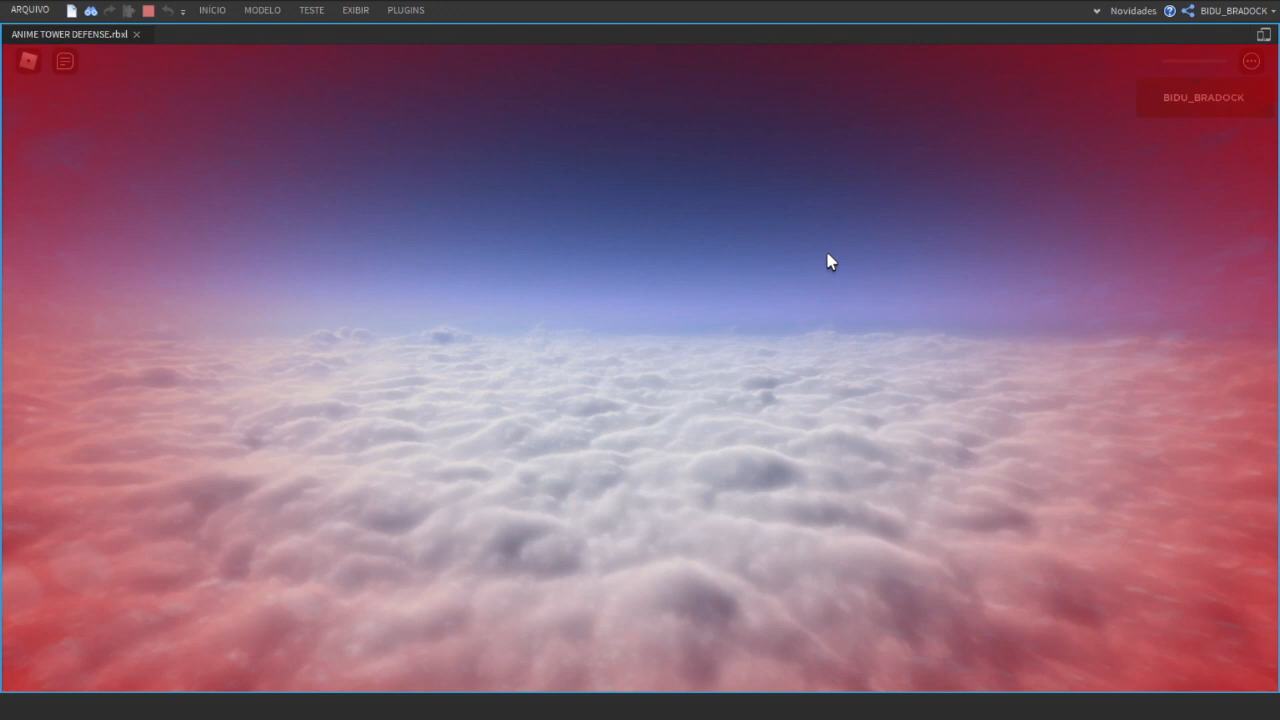 ARQUIVO INÍCIO MODELO TESTE EXIBIR PLUGINS Novidades BIDU_BRADOCK
ANIME TOWER DEFENSE.rbxl
BIDU_BRADOCK